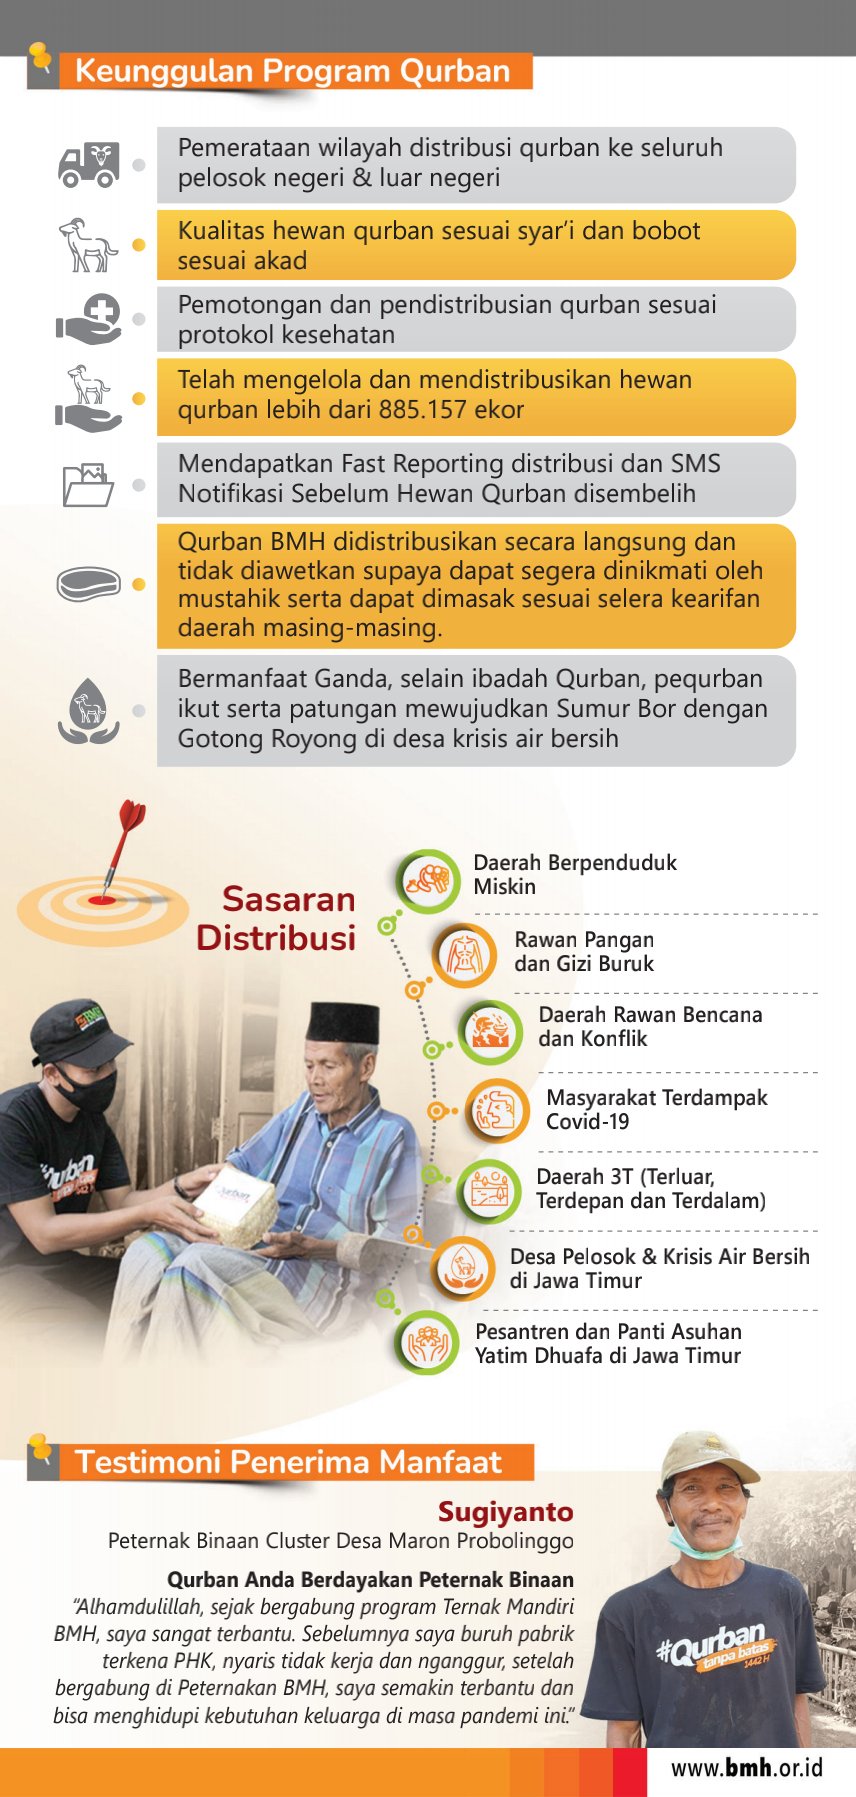 Keunggulan Program Qurban
Pemerataan wilayah distribusi qurban ke seluruh
pelosok negeri & luar negeri
Kualitas hewan qurban sesuai syar'i dan bobot
sesuai akad
Pemotongan dan pendistribusian qurban sesuai
protokol kesehatan
Telah mengelola dan mendistribusikan hewan
qurban lebih dari 885.157 ekor
Mendapatkan Fast Reporting distribusi dan SMS
Notifikasi Sebelum Hewan Qurban disembelih
Qurban BMH didistribusikan secara langsung dan
tidak diawetkan supaya dapat segera dinikmati oleh
mustahik serta dapat dimasak sesuai selera kearifan
daerah masing-masing.
Bermanfaat Ganda, selain ibadah Qurban, pequrban
ikut serta patungan mewujudkan Sumur Bor dengan
Gotong Royong di desa krisis air bersih
Sasaran
Distribusi
Daerah Berpenduduk
Miskin
Rawan Pangan
dan Gizi Buruk
Daerah Rawan Bencana
dan Konflik
Masyarakat Terdampak
Covid-19
Daerah 3T (Terluar,
Terdepan dan Terdalam)
Desa Pelosok & Krisis Air Bersih
di Jawa Timur
Pesantren dan Panti Asuhan
Yatim Dhuafa di Jawa Timur
BMH
Qurban
Qurban
Testimoni Penerima Manfaat
Sugiyanto
Peternak Binaan Cluster Desa Maron Probolinggo
Qurban Anda Berdayakan Peternak Binaan
"Alhamdulillah, sejak bergabung program Ternak Mandiri
BMH, saya sangat terbantu. Sebelumnya saya buruh pabrik
terkena PHK, nyaris tidak kerja dan nganggur, setelah
bergabung di Peternakan BMH, saya semakin terbantu dan
bisa menghidupi kebutuhan keluarga di masa pandemi ini."
#Qurban
tanpa batas
1442 H
www.bmh.or.id